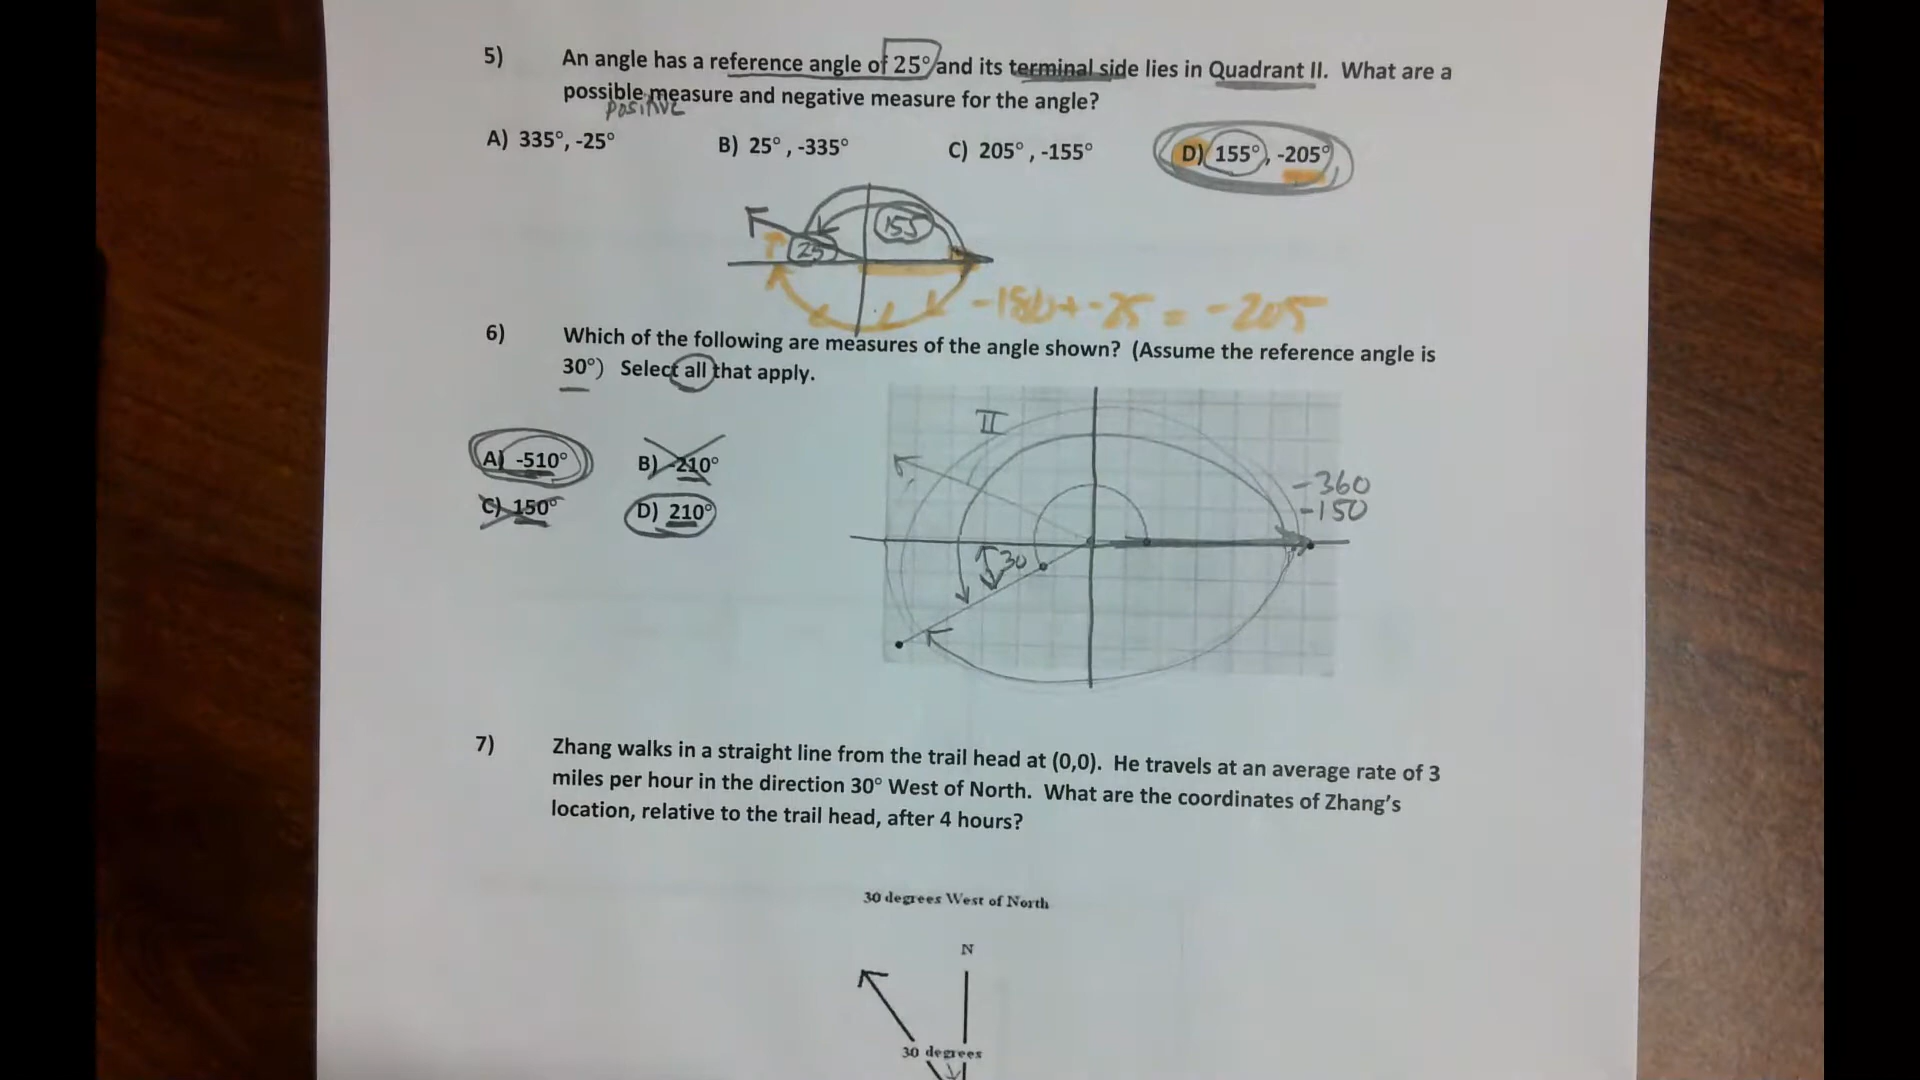 5) An angle has a reference angle of 25° and its terminal side lies in Quadrant II. What are a
possible measure and negative measure for the angle?
positive
A) 335°, -25° B) 25° , -335° C) 205° , -155° D) 155° , -205°
155
25
-180+-25 = -205
6) Which of the following are measures of the angle shown? (Assume the reference angle is
30°) Select all that apply.
II
A) -510° B) -210°
-360
C) 150° D) 210°
-150
30
7) Zhang walks in a straight line from the trail head at (0,0). He travels at an average rate of 3
miles per hour in the direction 30° West of North. What are the coordinates of Zhang's
location, relative to the trail head, after 4 hours?
30 degrees West of North
N
30 degrees